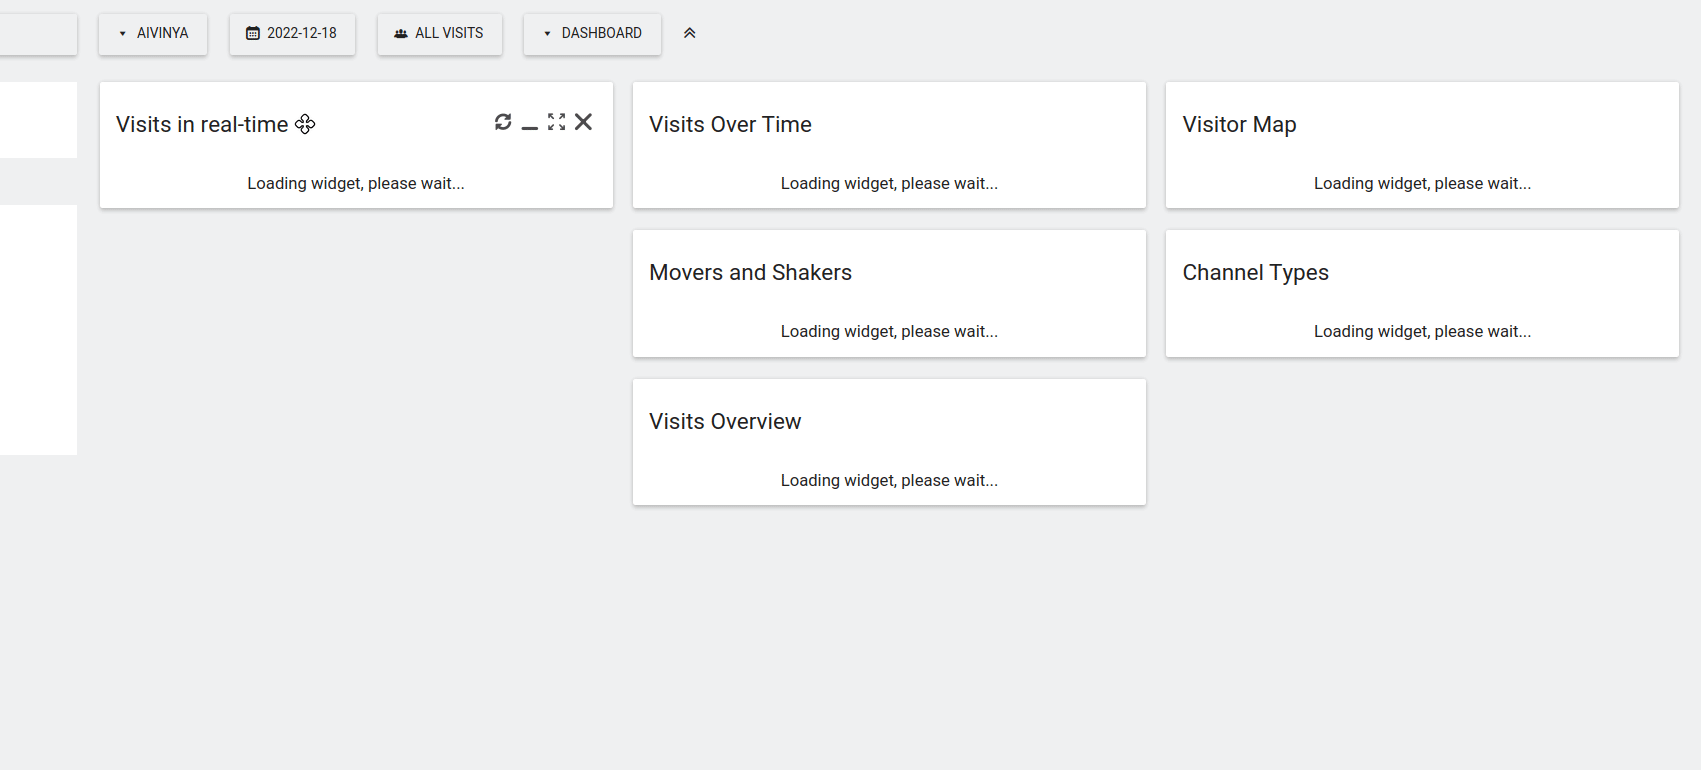 AIVINYA
2022-12-18
ALL VISITS
DASHBOARD
Visits in real-time
Loading widget, please wait...
Visits Over Time
Loading widget, please wait...
Movers and Shakers
Loading widget, please wait...
Visits Overview
Loading widget, please wait...
Visitor Map
Loading widget, please wait...
Channel Types
Loading widget, please wait...